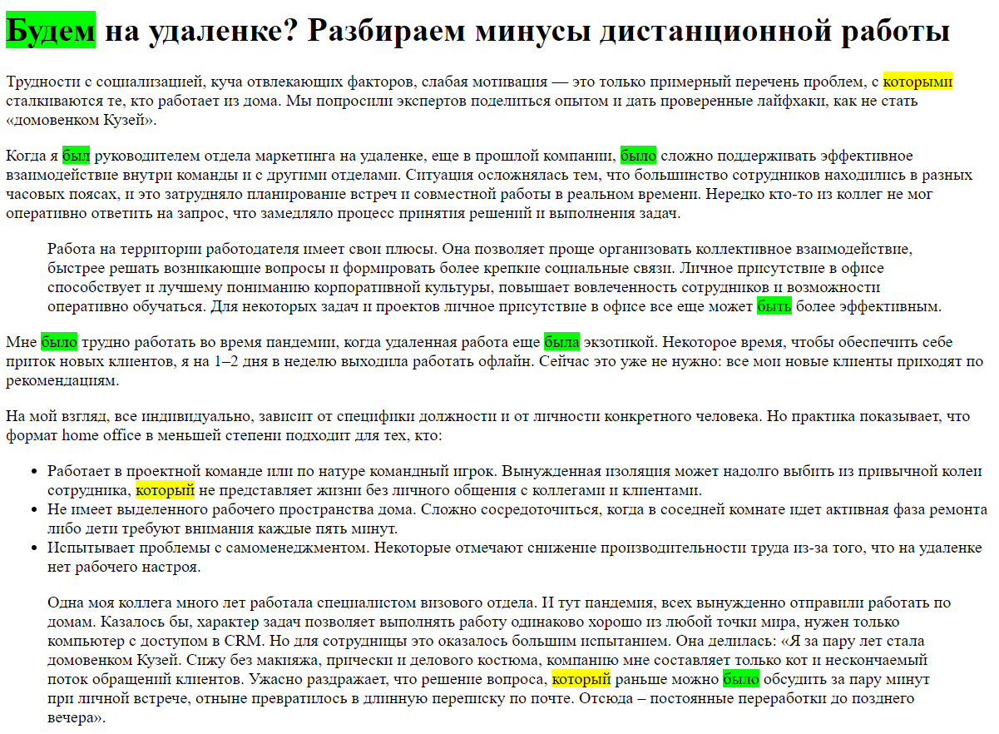 Будем на удаленке? Разбираем минусы дистанционной работы
Трудности с социализацией, куча отвлекающих факторов, слабая мотивация — это только примерный перечень проблем, с которыми
сталкиваются те, кто работает из дома. Мы попросили экспертов поделиться опытом и дать проверенные лайфхаки, как не стать
«домовенком Кузей».
Когда я был руководителем отдела маркетинга на удаленке, еще в прошлой компании, было сложно поддерживать эффективное
взаимодействие внутри команды и с другими отделами. Ситуация осложнялась тем, что большинство сотрудников находились в разных
часовых поясах, и это затрудняло планирование встреч и совместной работы в реальном времени. Нередко кто-то из коллег не мог
оперативно ответить на запрос, что замедляло процесс принятия решений и выполнения задач.
Работа на территории работодателя имеет свои плюсы. Она позволяет проще организовать коллективное взаимодействие,
быстрее решать возникающие вопросы и формировать более крепкие социальные связи. Личное присутствие в офисе
способствует и лучшему пониманию корпоративной культуры, повышает вовлеченность сотрудников и возможности
оперативно обучаться. Для некоторых задач и проектов личное присутствие в офисе все еще может быть более эффективным.
Мне было трудно работать во время пандемии, когда удаленная работа еще была экзотикой. Некоторое время, чтобы обеспечить себе
приток новых клиентов, я на 1–2 дня в неделю выходила работать офлайн. Сейчас это уже не нужно: все мои новые клиенты приходят по
рекомендациям.
На мой взгляд, все индивидуально, зависит от специфики должности и от личности конкретного человека. Но практика показывает, что
формат home office в меньшей степени подходит для тех, кто:
• Работает в проектной команде или по натуре командный игрок. Вынужденная изоляция может надолго выбить из привычной колеи
сотрудника, который не представляет жизни без личного общения с коллегами и клиентами.
• Не имеет выделенного рабочего пространства дома. Сложно сосредоточиться, когда в соседней комнате идет активная фаза ремонта
либо дети требуют внимания каждые пять минут.
• Испытывает проблемы с самоменеджментом. Некоторые отмечают снижение производительности труда из-за того, что на удаленке
нет рабочего настроя.
Одна моя коллега много лет работала специалистом визового отдела. И тут пандемия, всех вынужденно отправили работать по
домам. Казалось бы, характер задач позволяет выполнять работу одинаково хорошо из любой точки мира, нужен только
компьютер с доступом в CRM. Но для сотрудницы это оказалось большим испытанием. Она делилась: «Я за пару лет стала
домовенком Кузей. Сижу без макияжа, прически и делового костюма, компанию мне составляет только кот и нескончаемый
поток обращений клиентов. Ужасно раздражает, что решение вопроса, который раньше можно было обсудить за пару минут
при личной встрече, отныне превратилось в длинную переписку по почте. Отсюда – постоянные переработки до позднего
вечера».